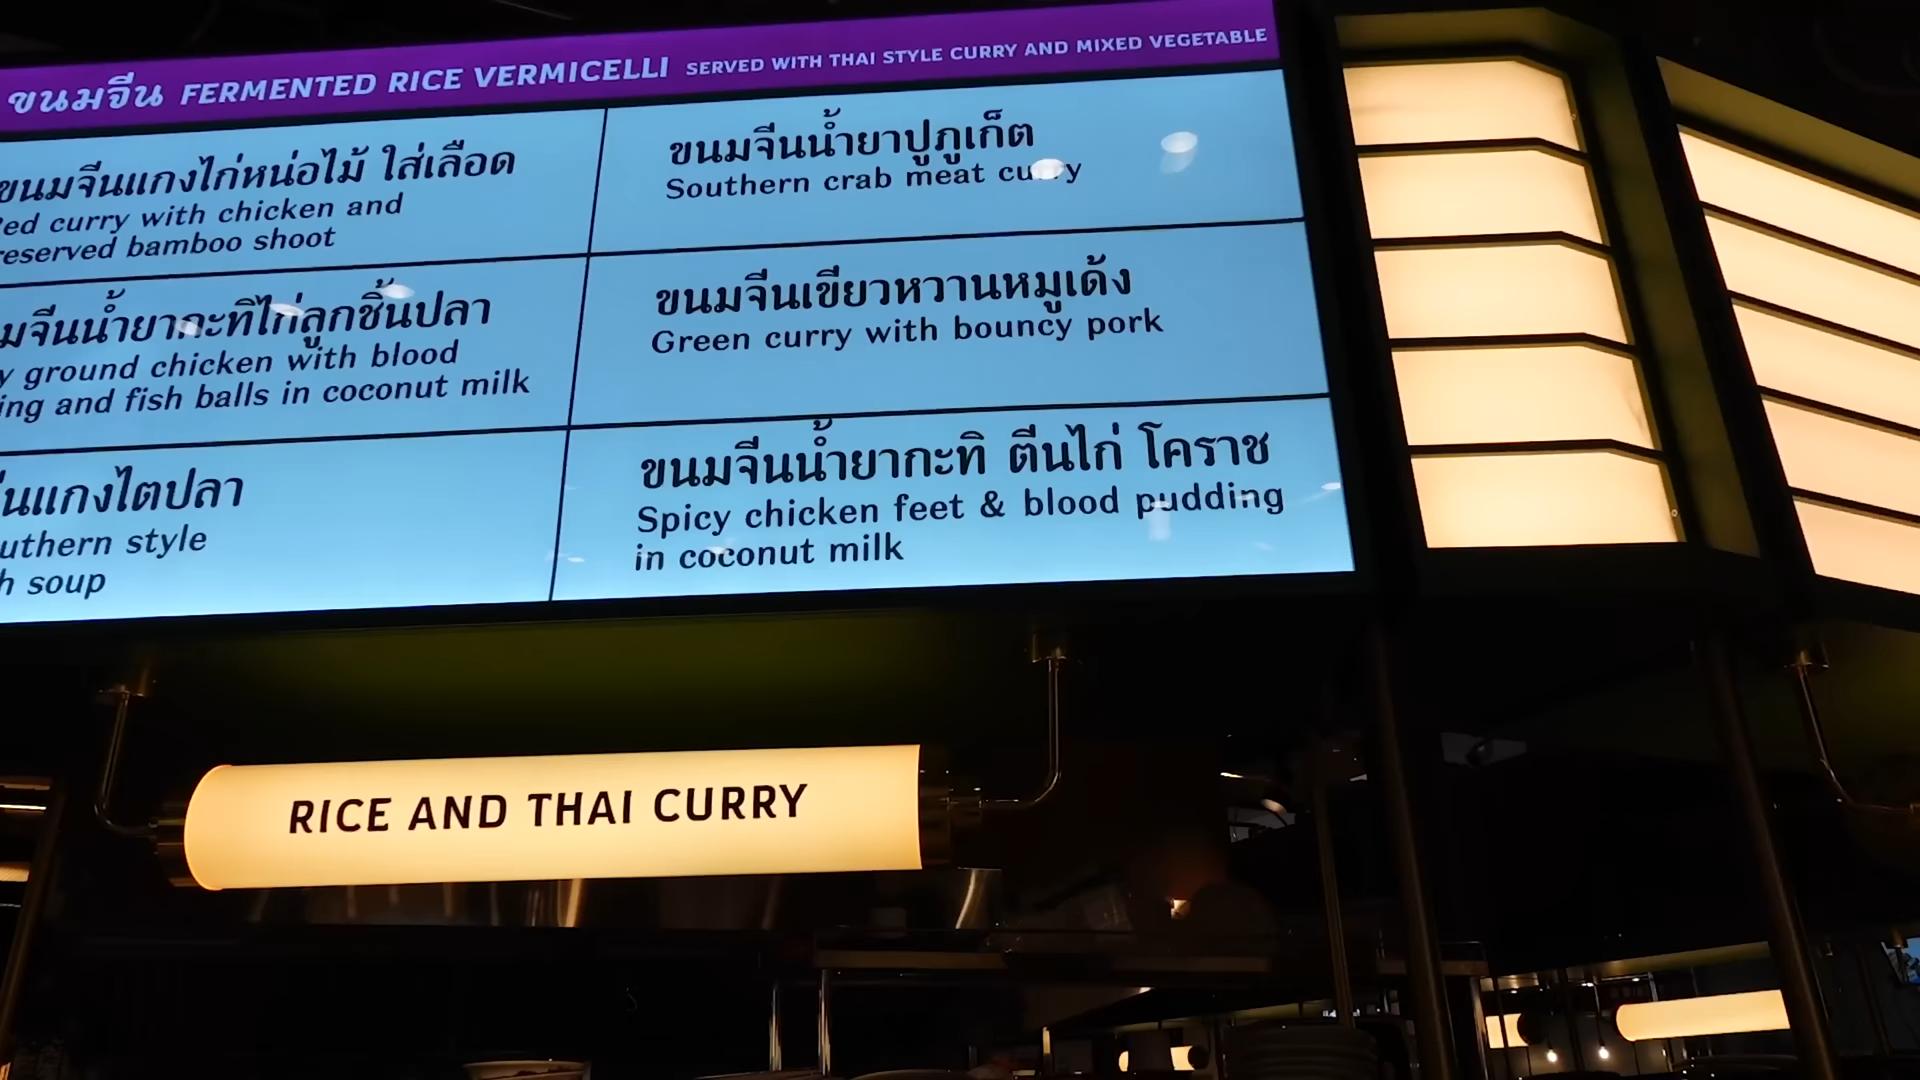 ขนมจีน FERMENTED RICE VERMICELLI SERVED WITH THAI STYLE CURRY AND MIXED VEGETABLE
ขนมจีนแกงไก่หน่อไม้ ใส่เลือด
curry with chicken and
bamboo shoot
ขนมจีนน้ำยาปูภูเก็ต
Southern crab meat curry
น้ำยากะทิไก่ลูกชิ้นปลา
ground chicken with blood
and fish balls in coconut milk
ขนมจีนเขียวหวานหมูเด้ง
Green curry with bouncy pork
แกงไตปลา
style
soup
ขนมจีนน้ำยากะทิ ตีนไก่ โคราช
Spicy chicken feet & blood pudding
in coconut milk
RICE AND THAI CURRY